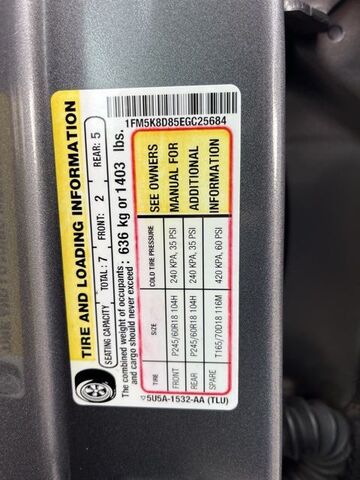 1FM5K8D85EGC25684
TIRE AND LOADING INFORMATION
SEATING CAPACITY TOTAL: 7 FRONT: 2 REAR: 5
The combined weight of occupants
and cargo should never exceed: 636 kg or 1403 lbs.
SIZE COLD TIRE PRESSURE SEE OWNERS
FRONT P245/60R18 104H 240 KPA, 35 PSI MANUAL FOR
REAR P245/60R18 104H 240 KPA, 35 PSI ADDITIONAL
SPARE T165/70D18 116M 420 KPA, 60 PSI INFORMATION
▽5U5A-1532-AA (TLU)